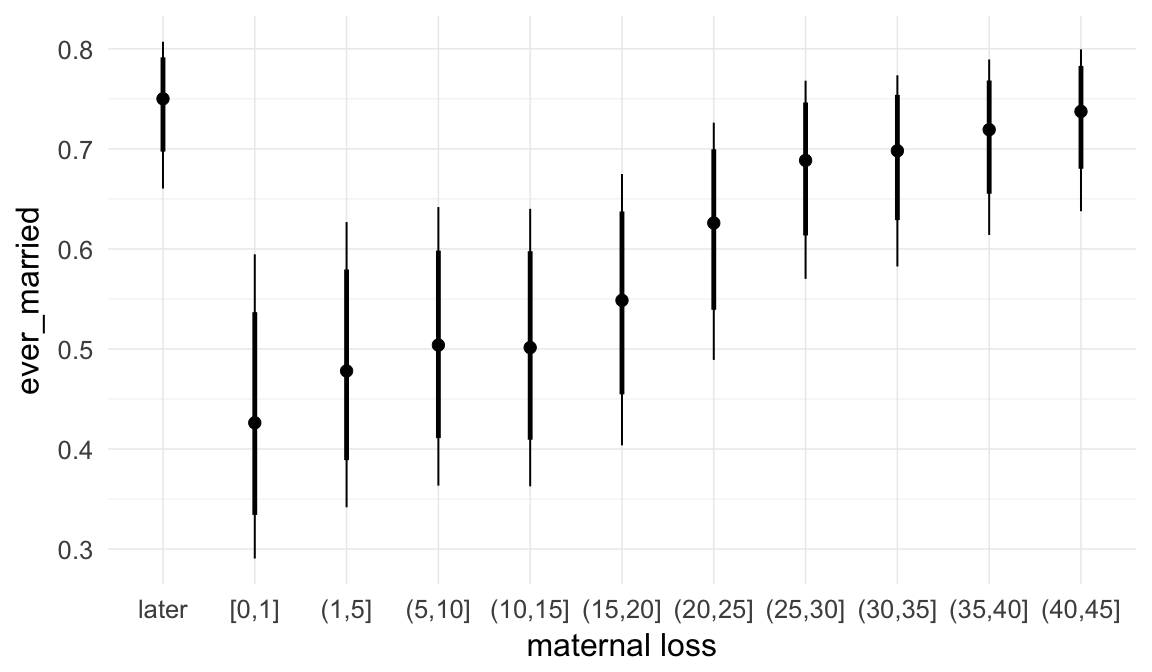 ever_married
0.8
0.7
0.6
0.5
0.4
0.3
later [0,1] (1,5] (5,10] (10,15] (15,20] (20,25] (25,30] (30,35] (35,40] (40,45]
maternal loss